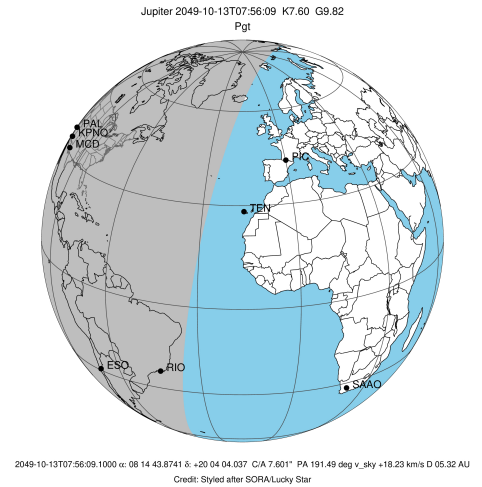 Jupiter 2049-10-13T07:56:09 K7.60 G9.82
Pgt
PAL
KPNO
MCD
PIC
TEN
ESO
RIO
SAAO
2049-10-13T07:56:09.1000 α: 08 14 43.8741 δ: +20 04 04.037 C/A 7.601" PA 191.49 deg v_sky +18.23 km/s D 05.32 AU
Credit: Styled after SORA/Lucky Star